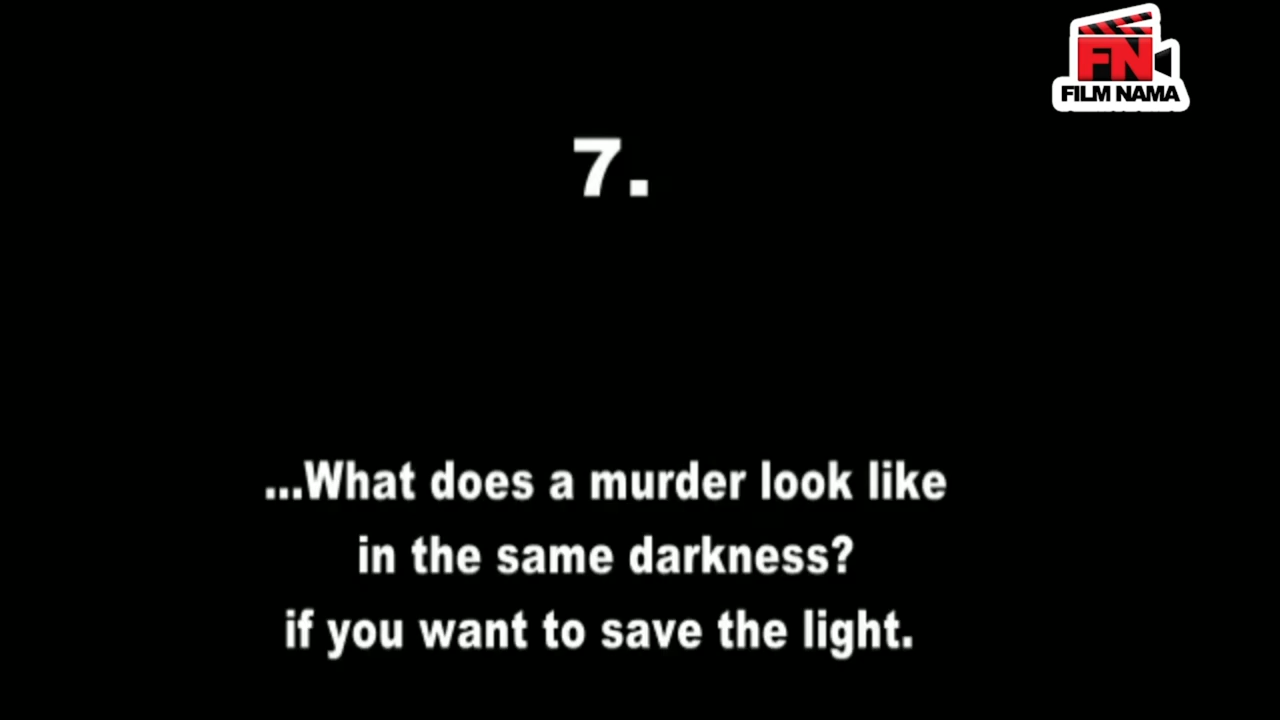 FN
FILM NAMA
7.
...What does a murder look like
in the same darkness?
if you want to save the light.